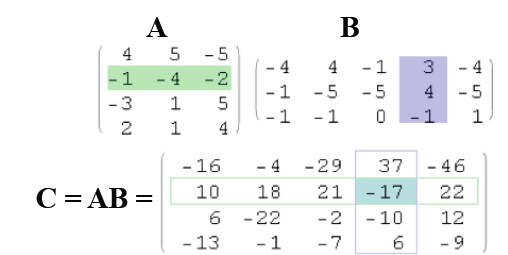 A B
4 5 -5
-1 -4 -2
-3 1 5
2 1 4
-4 4 -1 3 -4
-1 -5 -5 4 -5
-1 -1 0 -1 1
C = AB =
-16 -4 -29 37 -46
10 18 21 -17 22
6 -22 -2 -10 12
-13 -1 -7 6 -9